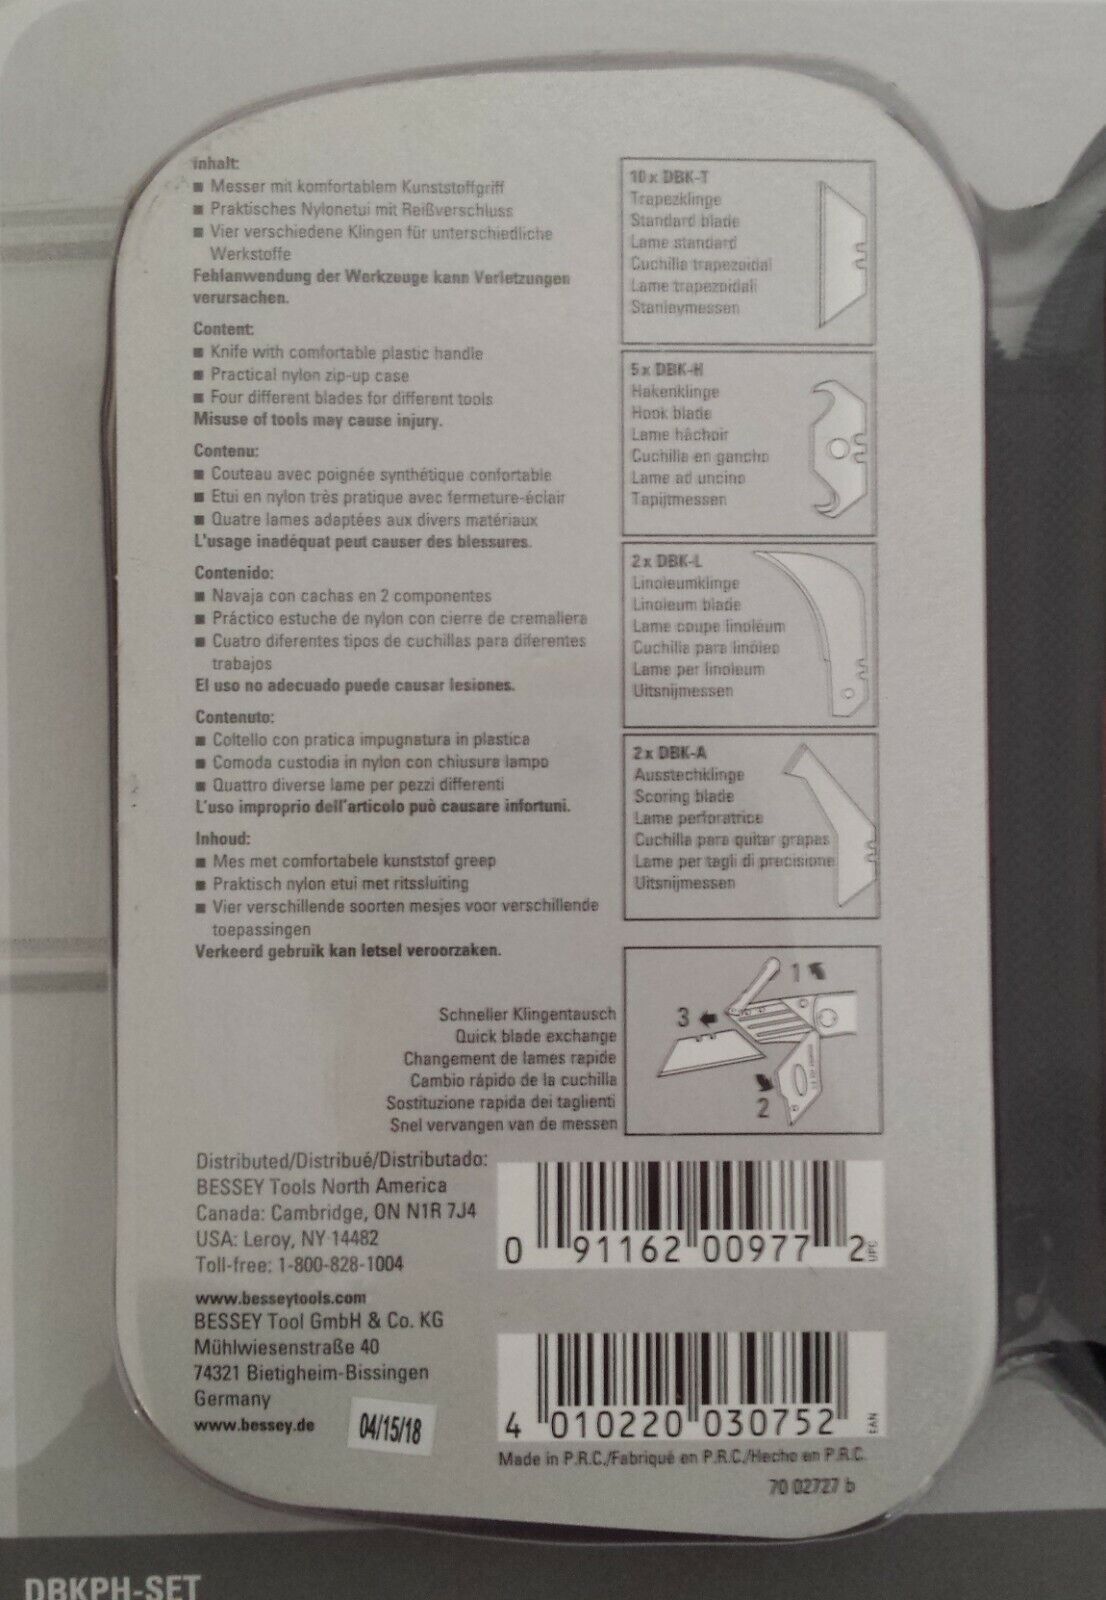 Inhalt:
■ Messer mit komfortablem Kunststoffgriff
■ Praktisches Nylonetui mit Reißverschluss
■ Vier verschiedene Klingen für unterschiedliche
Werkstoffe
Fehlanwendung der Werkzeuge kann Verletzungen
verursachen.
Content:
■ Knife with comfortable plastic handle
■ Practical nylon zip-up case
■ Four different blades for different tools
Misuse of tools may cause injury.
Contenu:
■ Couteau avec poignée synthétique confortable
■ Etui en nylon très pratique avec fermeture-éclair
■ Quatre lames adaptées aux divers matériaux
L'usage inadéquat peut causer des blessures.
Contenido:
■ Navaja con cachas en 2 componentes
■ Práctico estuche de nylon con cierre de cremallera
■ Cuatro diferentes tipos de cuchillas para diferentes
trabajos
El uso no adecuado puede causar lesiones.
Contenuto:
■ Coltello con pratica impugnatura in plastica
■ Comoda custodia in nylon con chiusura lampo
■ Quattro diverse lame per pezzi differenti
L'uso improprio dell'articolo può causare infortuni.
Inhoud:
■ Mes met comfortabele kunststof greep
■ Praktisch nylon etui met ritssluiting
■ Vier verschillende soorten mesjes voor verschillende
toepassingen
Verkeerd gebruik kan letsel veroorzaken.
10 x DBK-T
Trapezklinge
Standard blade
Lame standard
Cuchilla trapezoidal
Lame trapezoidali
Stanleymessen
5 x DBK-H
Hakenklinge
Hook blade
Lame hâchoir
Cuchilla en gancho
Lame ad uncino
Tapijtmessen
2 x DBK-L
Linoleumklinge
Linoleum blade
Lame coupe linoléum
Cuchilla para linóleo
Lame per linoleum
Uitsnijmessen
2 x DBK-A
Ausstechklinge
Scoring blade
Lame perforatrice
Cuchilla para quitar grapas
Lame per tagli di precisione
Uitsnijmessen
Schneller Klingentausch
Quick blade exchange
Changement de lames rapide
Cambio rápido de la cuchilla
Sostituzione rapida dei taglienti
Snel vervangen van de messen
1
3
2
Distributed/Distribué/Distributado:
BESSEY Tools North America
Canada: Cambridge, ON N1R 7J4
USA: Leroy, NY 14482
Toll-free: 1-800-828-1004
www.besseytools.com
BESSEY Tool GmbH & Co. KG
Mühlwiesenstraße 40
74321 Bietigheim-Bissingen
Germany
www.bessey.de
04/15/18
0 91162 00977 2
UPC
4 010220 030752
EAN
Made in P.R.C./Fabriqué en P.R.C./Hecho en P.R.C.
70 02727 b
DBKPH-SET